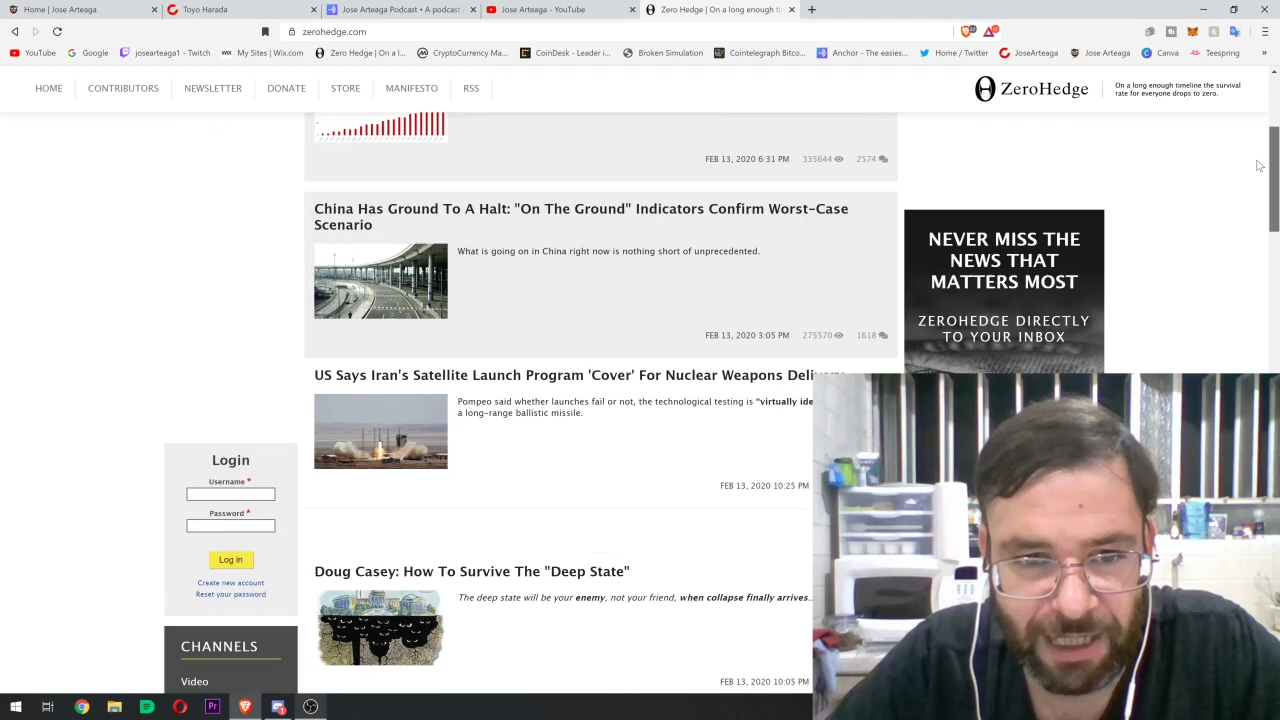 Home | Jose Arteaga
Toyo Harada
Jose Arteaga Podcast • A podcast
Jose Arteaga - YouTube
Zero Hedge | On a long enough tim
zerohedge.com
YouTube
Google
josearteaga1 - Twitch
WIX My Sites | Wix.com
Zero Hedge | On a l...
CryptoCurrency Ma...
CoinDesk - Leader i...
Broken Simulation
Cointelegraph Bitco...
Anchor - The easies...
Home / Twitter
JoseArteaga
Jose Arteaga
Canva
Teespring
HOME
CONTRIBUTORS
NEWSLETTER
DONATE
STORE
MANIFESTO
RSS
ZeroHedge
On a long enough timeline the survival
rate for everyone drops to zero.
FEB 13, 2020 6:31 PM 335644 2574
China Has Ground To A Halt: "On The Ground" Indicators Confirm Worst-Case
Scenario
What is going on in China right now is nothing short of unprecedented.
FEB 13, 2020 3:05 PM 275570 1618
NEVER MISS THE
NEWS THAT
MATTERS MOST
ZEROHEDGE DIRECTLY
TO YOUR INBOX
US Says Iran's Satellite Launch Program 'Cover' For Nuclear Weapons Delivery
Pompeo said whether launches fail or not, the technological testing is "virtually ide
a long-range ballistic missile.
FEB 13, 2020 10:25 PM
Login
Username *
Password *
Log in
Create new account
Reset your password
Doug Casey: How To Survive The "Deep State"
The deep state will be your enemy, not your friend, when collapse finally arrives..
FEB 13, 2020 10:05 PM
CHANNELS
Video